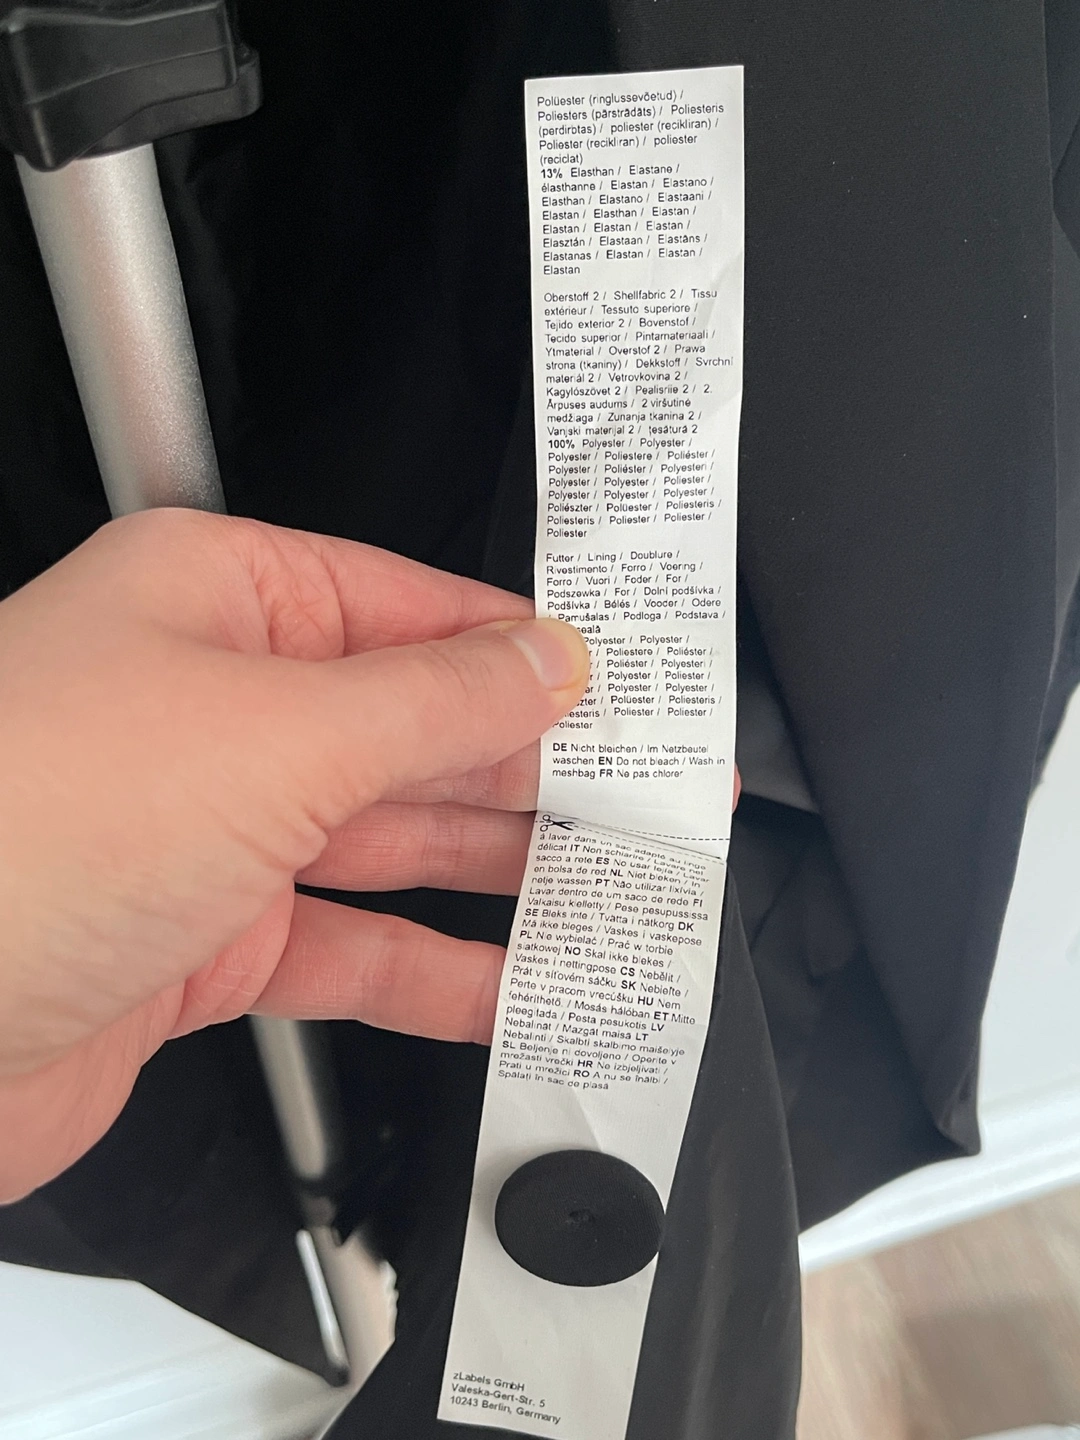 Polüester (ringlussevõetud) /
Poliesters (pārstrādāts) / Poliesteris
(perdirbtas) / poliester (recikliran) /
Poliester (recikliran) / poliester
(reciclat)
13% Elasthan / Elastane /
élasthanne / Elastan / Elastano /
Elasthan / Elastano / Elastaani /
Elastan / Elasthan / Elastan /
Elastan / Elastan / Elastan /
Elasztán / Elastaan / Elastāns /
Elastanas / Elastan / Elastan /
Elastan
Oberstoff 2 / Shellfabric 2 / Tissu
extérieur / Tessuto superiore /
Tejido exterior 2 / Bovenstof /
Tecido superior / Pintamateriaali /
Ytmaterial / Overstof 2 / Prawa
strona (tkaniny) / Dekkstoff / Svrchní
materiál 2 / Vetrovkovina 2 /
Kagylószövet 2 / Pealisriie 2 / 2.
Ārpuses audums / 2 viršutinė
medžiaga / Zunanja tkanina 2 /
Vanjski materijal 2 / țesătură 2
100% Polyester / Polyester /
Polyester / Poliestere / Poliéster /
Polyester / Poliéster / Polyesteri /
Polyester / Polyester / Poliester /
Polyester / Polyester / Polyester /
Poliészter / Polüester / Poliesteris /
Poliesteris / Poliester / Poliester /
Poliester
Futter / Lining / Doublure /
Rivestimento / Forro / Voering /
Forro / Vuori / Foder / For /
Podszewka / For / Dolní podšívka /
Podšívka / Bélés / Vooder / Odere
/ Pamušalas / Podloga / Podstava /
Polyester / Polyester /
/ Poliestere / Poliéster /
/ Poliéster / Polyesteri /
/ Polyester / Poliester /
/ Polyester / Polyester /
/ Polüester / Poliesteris /
/ Poliester / Poliester /
Poliester
DE Nicht bleichen / Im Netzbeutel
waschen EN Do not bleach / Wash in
meshbag FR Ne pas chlorer
à laver dans un sac adapté au linge
délicat IT Non schiarire / Lavare nel
sacco a rete ES No usar lejía / Lavar
en bolsa de red NL Niet bleken / In
netje wassen PT Não utilizar lixívia /
Lavar dentro de um saco de rede FI
Valkaisu kielletty / Pese pesupussissa
SE Bleks inte / Tvätta i nätkorg DK
Må ikke bleges / Vaskes i vaskepose
PL Nie wybielać / Prać w torbie
siatkowej NO Skal ikke blekes /
Vaskes i nettingpose CS Nebělit /
Prát v síťovém sáčku SK Nebieľte /
Perte v pracom vrecúšku HU Nem
fehéríthető. / Mosás hálóban ET Mitte
pleegitada / Pesta pesukotis LV
Nebalināt / Mazgāt maisā LT
Nebalinti / Skalbti skalbimo maišelyje
SL Beljenje ni dovoljeno / Operite v
mrežasti vrečki HR Ne izbjeljivati /
Prati u mrežici RO A nu se înălbi /
Spălați în sac de plasă
zLabels GmbH
Valeska-Gert-Str. 5
10243 Berlin, Germany